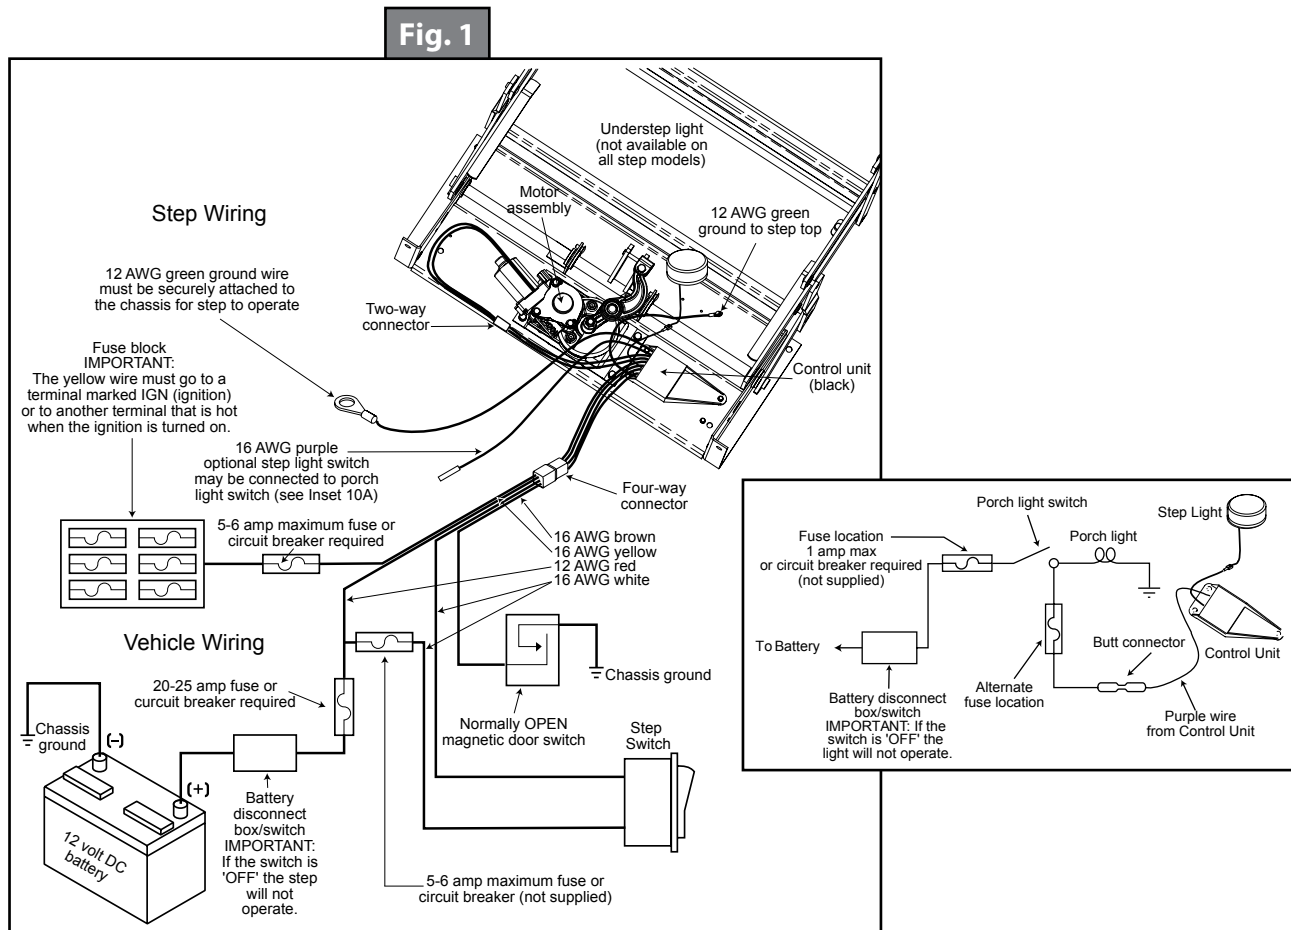 Fig. 1
Understep light
(not available on
all step models)
Motor
assembly
Step Wiring
12 AWG green
ground to step top
12 AWG green ground wire
must be securely attached to
the chassis for step to operate
Two-way
connector
Fuse block
IMPORTANT:
The yellow wire must go to a
terminal marked IGN (ignition)
or to another terminal that is hot
when the ignition is turned on.
Control unit
(black)
16 AWG purple
optional step light switch
may be connected to porch
light switch (see Inset 10A)
Four-way
connector
5-6 amp maximum fuse or
circuit breaker required
16 AWG brown
16 AWG yellow
12 AWG red
16 AWG white
Vehicle Wiring
Chassis ground
20-25 amp fuse or
curcuit breaker required
Normally OPEN
magnetic door switch
Step
Switch
Chassis
ground
(-)
(+)
12 volt DC
battery
Battery
disconnect
box/switch
IMPORTANT:
If the switch is
'OFF' the step
will not
operate.
5-6 amp maximum fuse or
circuit breaker (not supplied)
Porch light switch
Step Light
Fuse location
1 amp max
or circuit breaker required
(not supplied)
Porch light
To Battery
Butt connector
Control Unit
Alternate
fuse location
Battery disconnect
box/switch
IMPORTANT: If the
switch is 'OFF' the
light will not operate.
Purple wire
from Control Unit